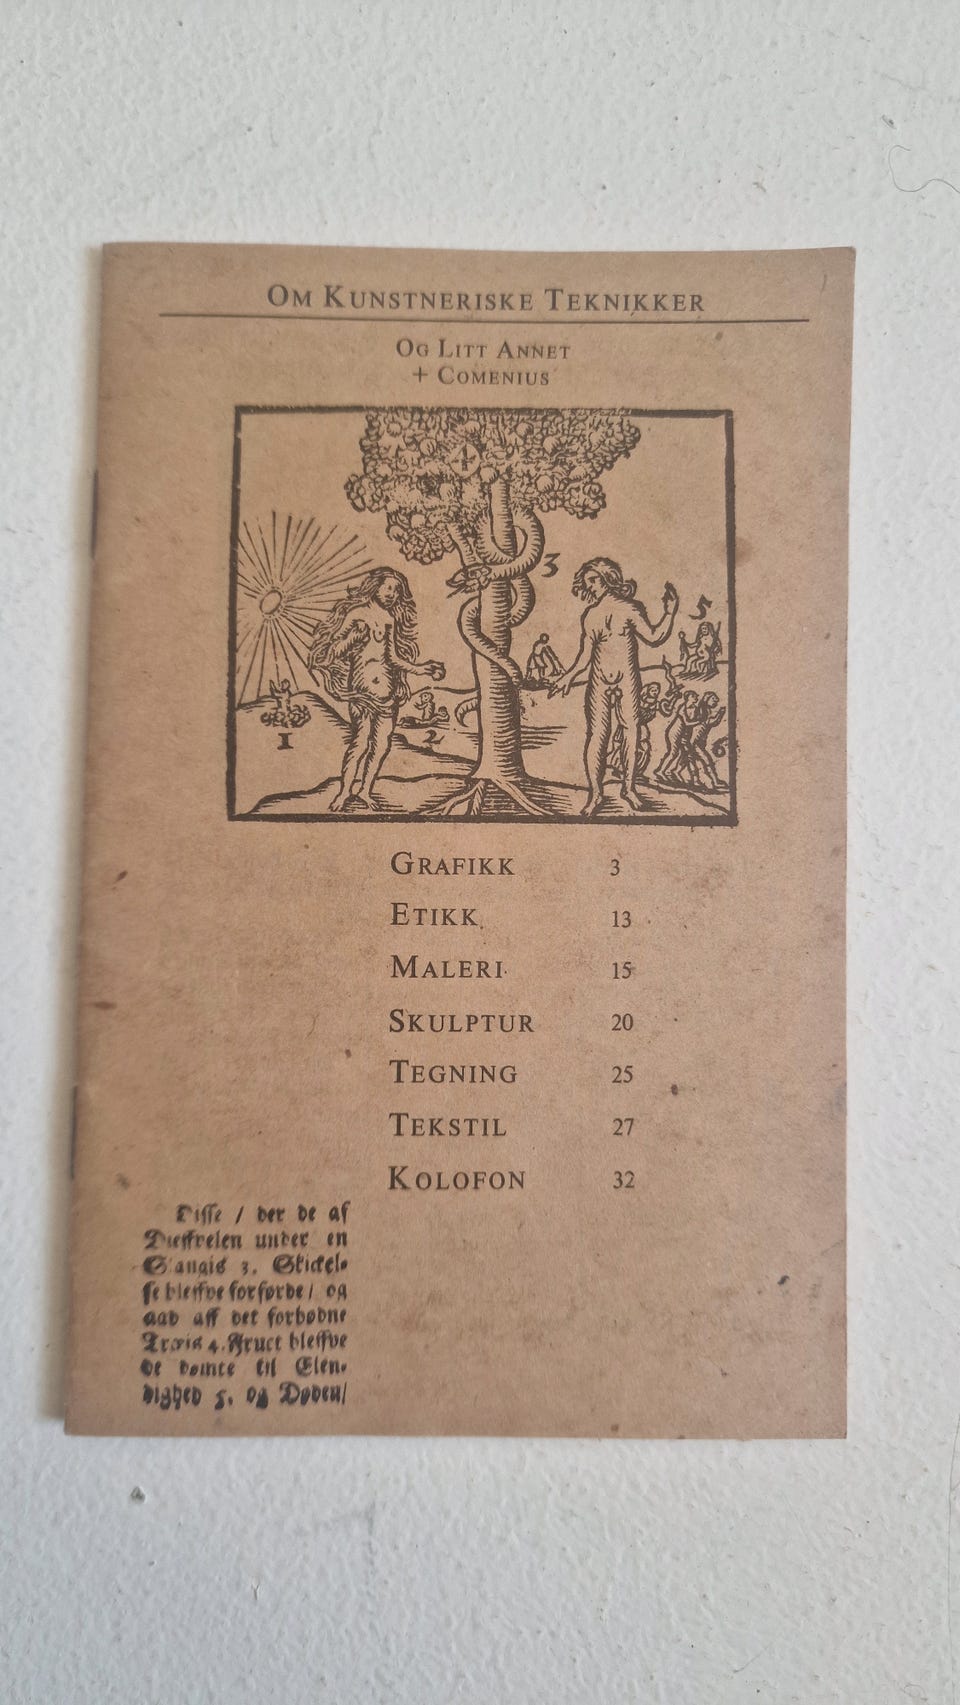 Om Kunstneriske Teknikker
Og Litt Annet
+ Comenius
4
3
5
1
2
6
Grafikk 3
Etikk 13
Maleri 15
Skulptur 20
Tegning 25
Tekstil 27
Kolofon 32
Disse / der de af
Dieffvelen under en
Slangis 3. Skickel-
se bleffve forførde / og
aad aff det forbødne
Træis 4. Fruct bleffve
de dømte til Elen-
dighed 5. og Døden /